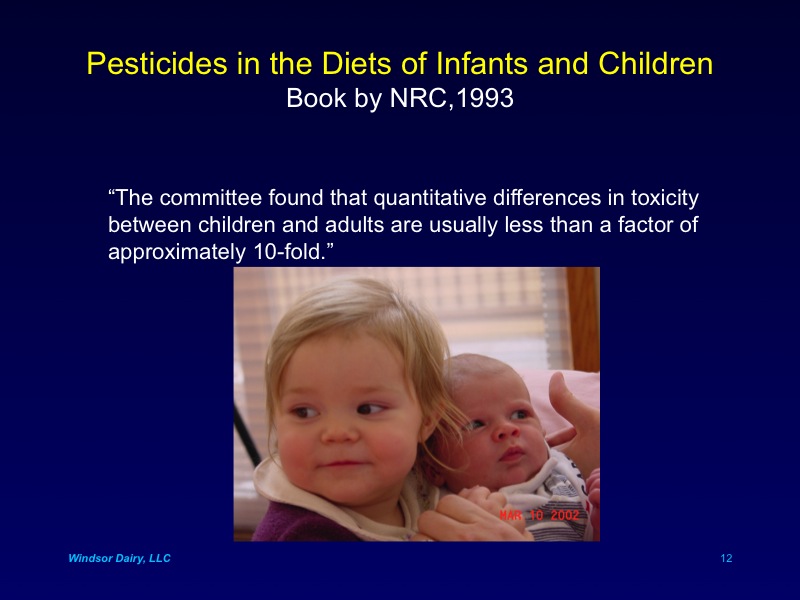 Pesticides in the Diets of Infants and Children
Book by NRC,1993
“The committee found that quantitative differences in toxicity
between children and adults are usually less than a factor of
approximately 10-fold.”
MAR 10 2002
Windsor Dairy, LLC
12